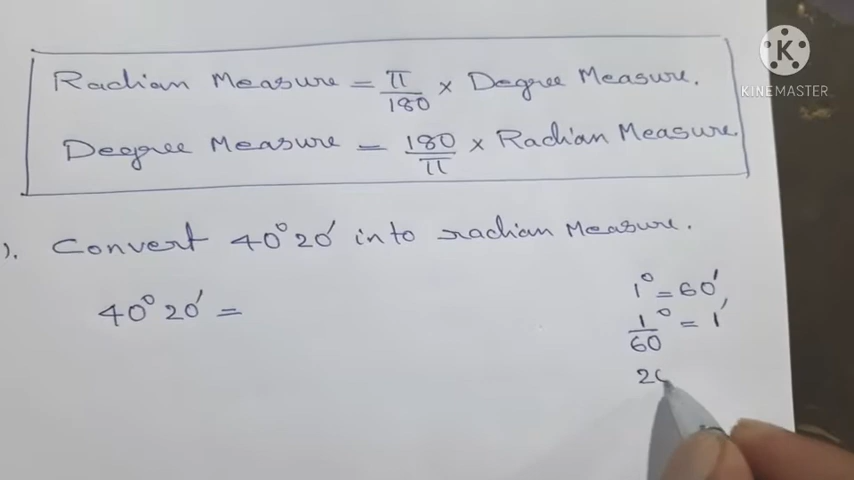 Radian Measure = π/180 × Degree Measure.
Degree Measure = 180/π × Radian Measure.
). Convert 40° 20′ into radian Measure.
40° 20′ =
1° = 60′
1/60° = 1′
20
K
KINEMASTER